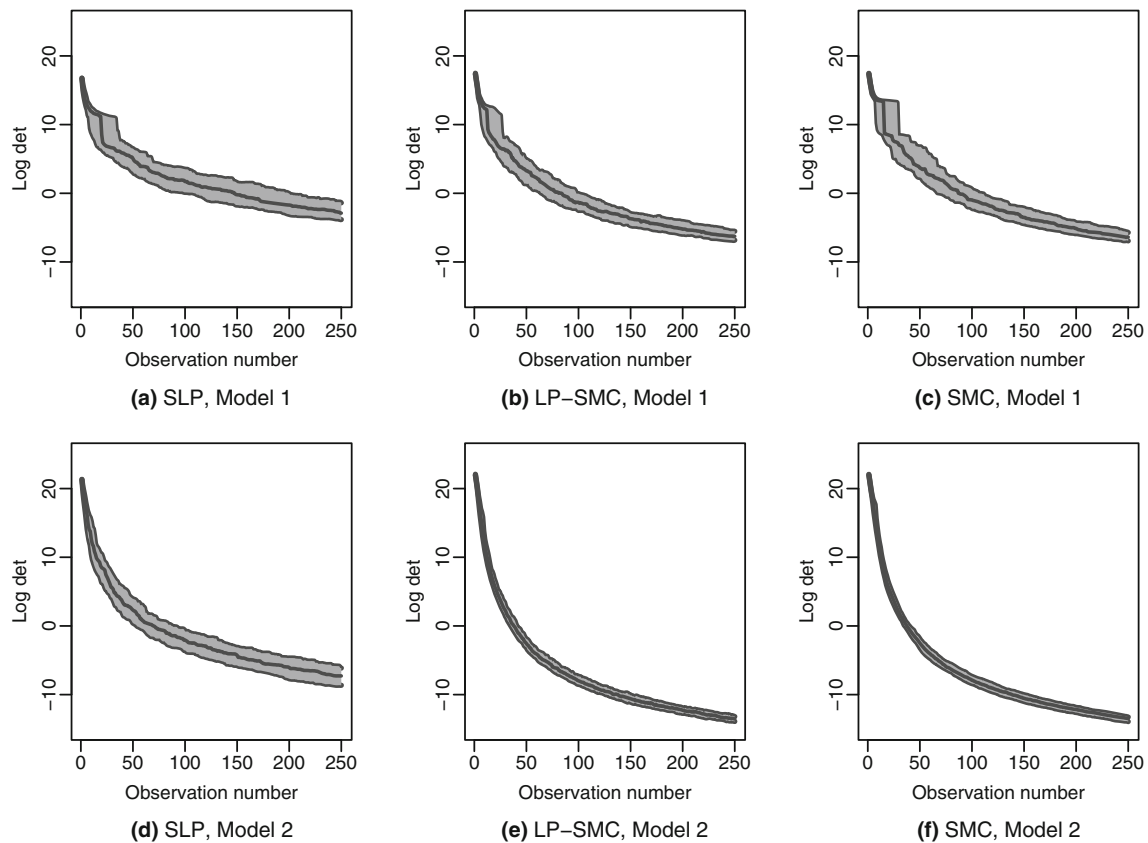 Log det
20
10
0
−10
0 50 100 150 200 250
Observation number
(a) SLP, Model 1
Log det
20
10
0
−10
0 50 100 150 200 250
Observation number
(b) LP−SMC, Model 1
Log det
20
10
0
−10
0 50 100 150 200 250
Observation number
(c) SMC, Model 1
Log det
20
10
0
−10
0 50 100 150 200 250
Observation number
(d) SLP, Model 2
Log det
20
10
0
−10
0 50 100 150 200 250
Observation number
(e) LP−SMC, Model 2
Log det
20
10
0
−10
0 50 100 150 200 250
Observation number
(f) SMC, Model 2